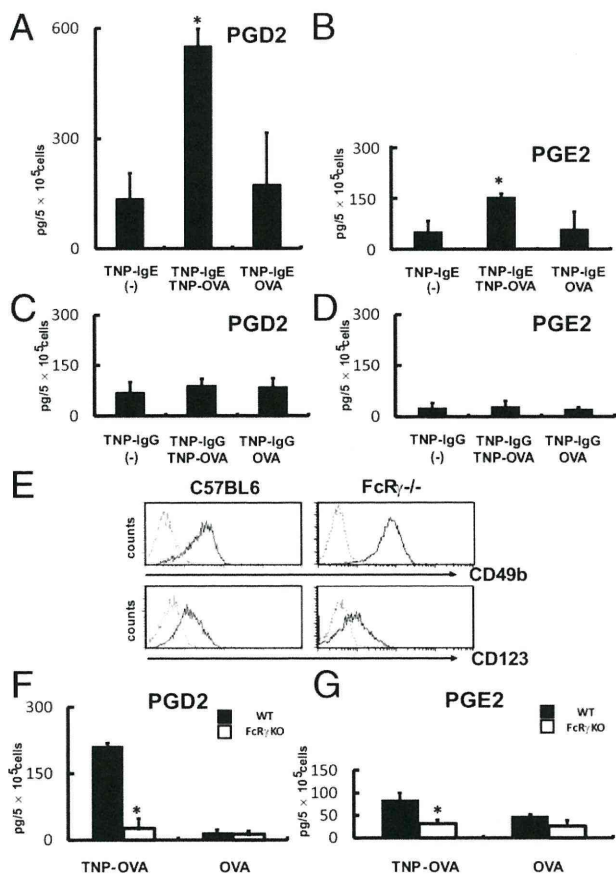 A
PGD2
600
*
300
0
pg/5 × 10⁵cells
TNP-IgE
(-)
TNP-IgE
TNP-OVA
TNP-IgE
OVA
B
PGE2
300
*
150
0
pg/5 × 10⁵cells
TNP-IgE
(-)
TNP-IgE
TNP-OVA
TNP-IgE
OVA
C
PGD2
300
150
0
pg/5 × 10⁵cells
TNP-IgG
(-)
TNP-IgG
TNP-OVA
TNP-IgG
OVA
D
PGE2
300
150
0
pg/5 × 10⁵cells
TNP-IgG
(-)
TNP-IgG
TNP-OVA
TNP-IgG
OVA
E
C57BL6
FcRγ-/-
counts
CD49b
counts
CD123
F
PGD2
300
WT
FcRγKO
150
*
0
pg/5 × 10⁵cells
TNP-OVA
OVA
G
PGE2
WT
FcRγKO
150
100
*
50
0
pg/5 × 10⁵cells
TNP-OVA
OVA